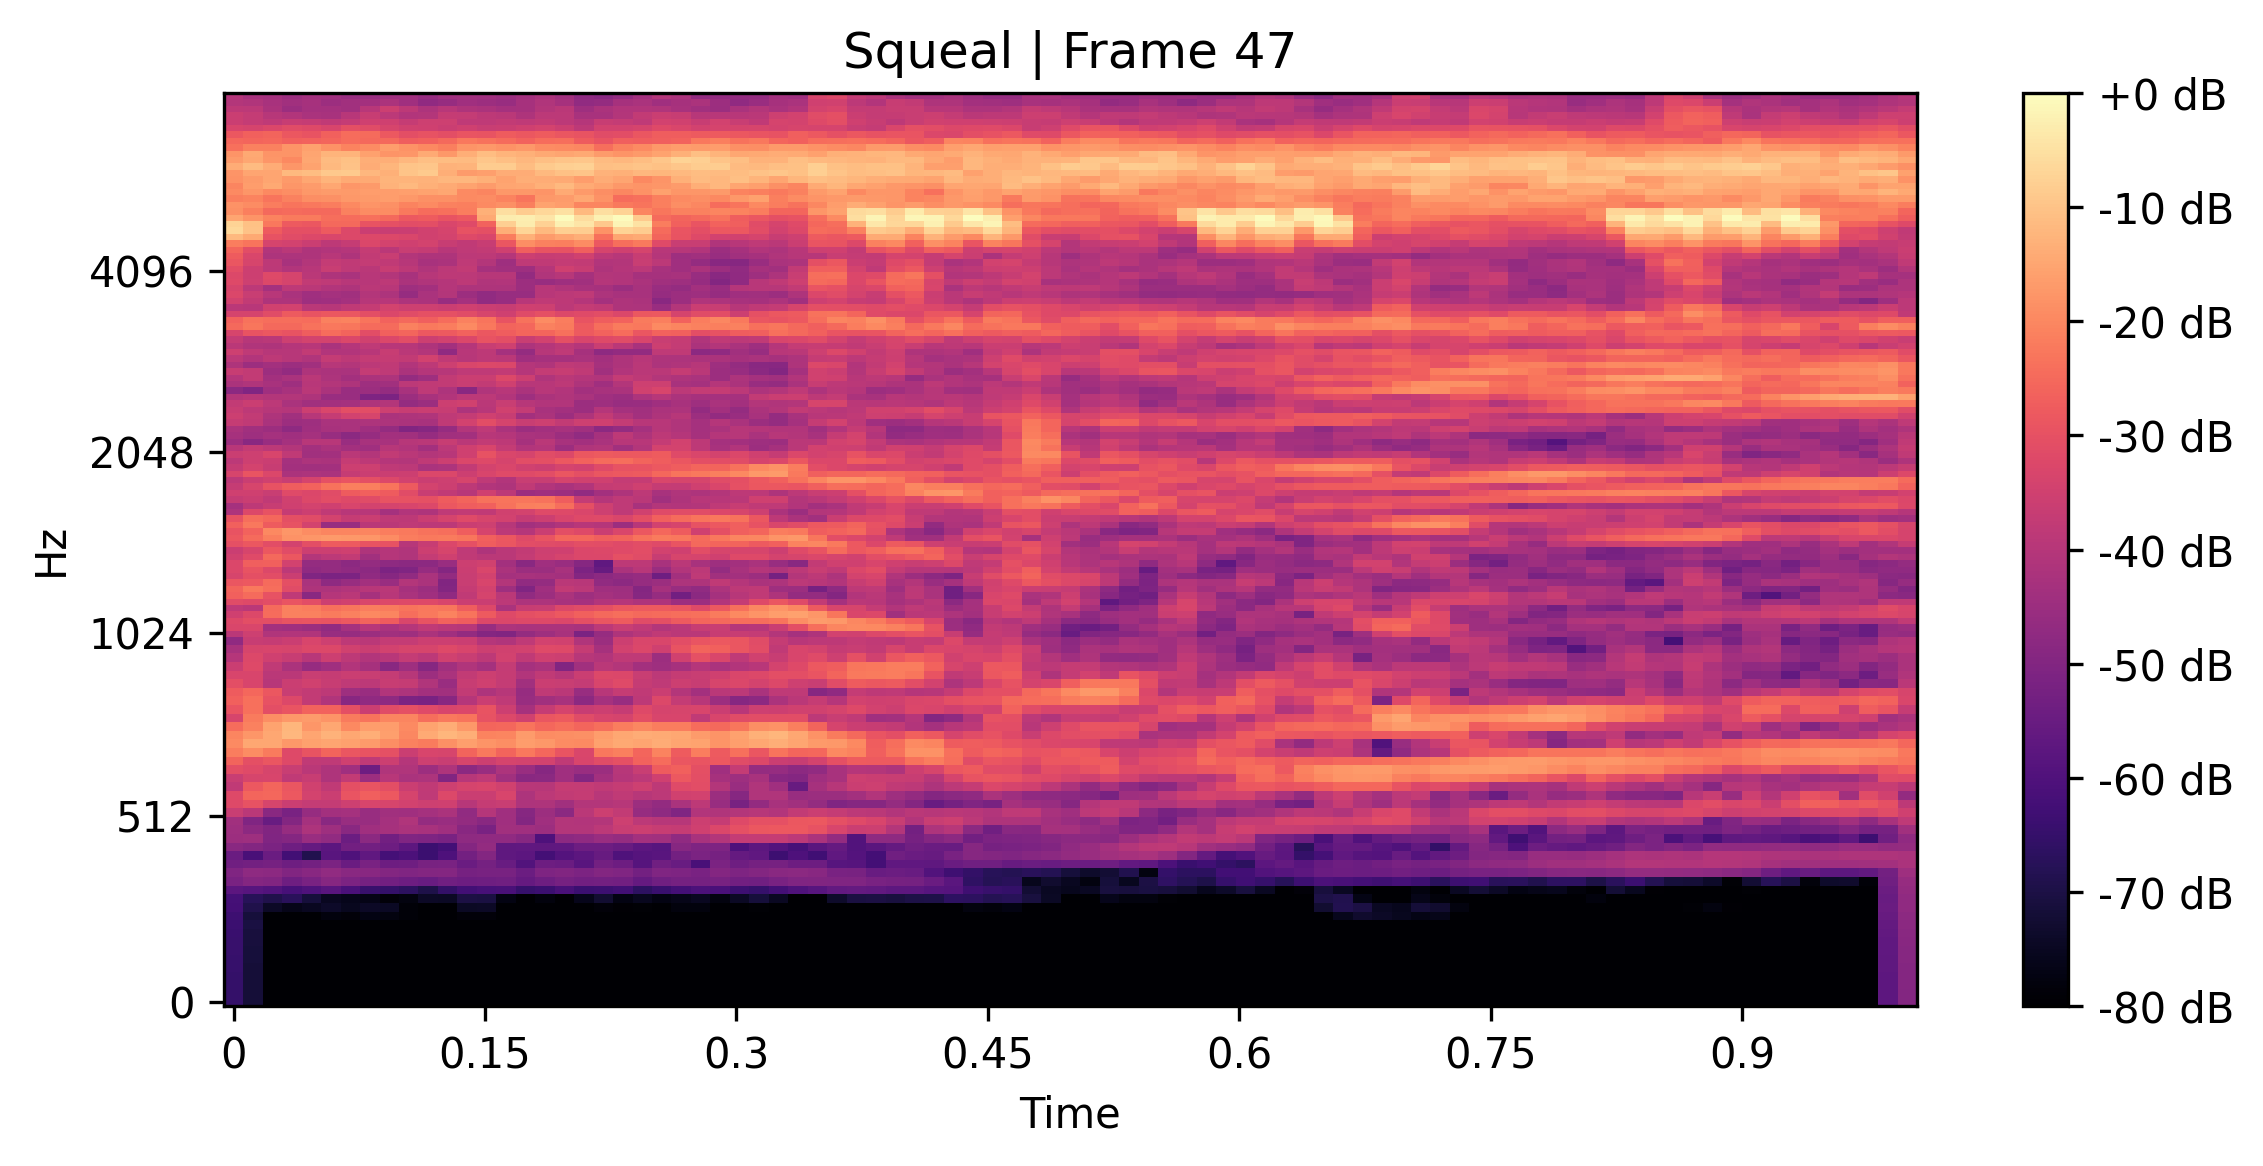 Squeal | Frame 47
Hz
4096
2048
1024
512
0
0 0.15 0.3 0.45 0.6 0.75 0.9
Time
+0 dB
-10 dB
-20 dB
-30 dB
-40 dB
-50 dB
-60 dB
-70 dB
-80 dB